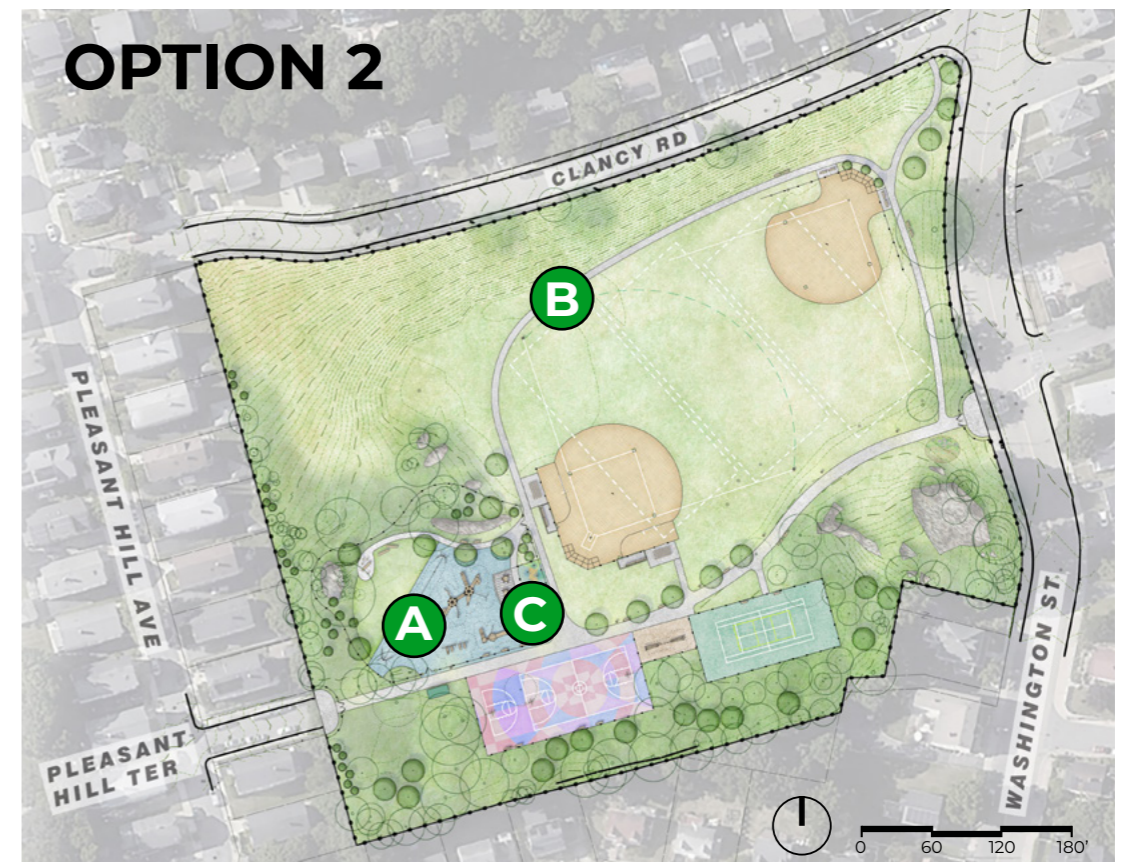 OPTION 2
CLANCY RD
B
PLEASANT HILL AVE
A
C
PLEASANT
HILL TER
WASHINGTON ST.
0 60 120 180'